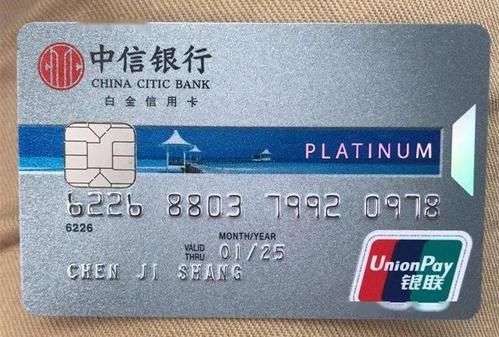 中信银行
CHINA CITIC BANK
白金信用卡
PLATINUM
6226 8803 7992 0978
6226
MONTH/YEAR
VALID THRU 01/25
CHEN JI SHANG
UnionPay
银联